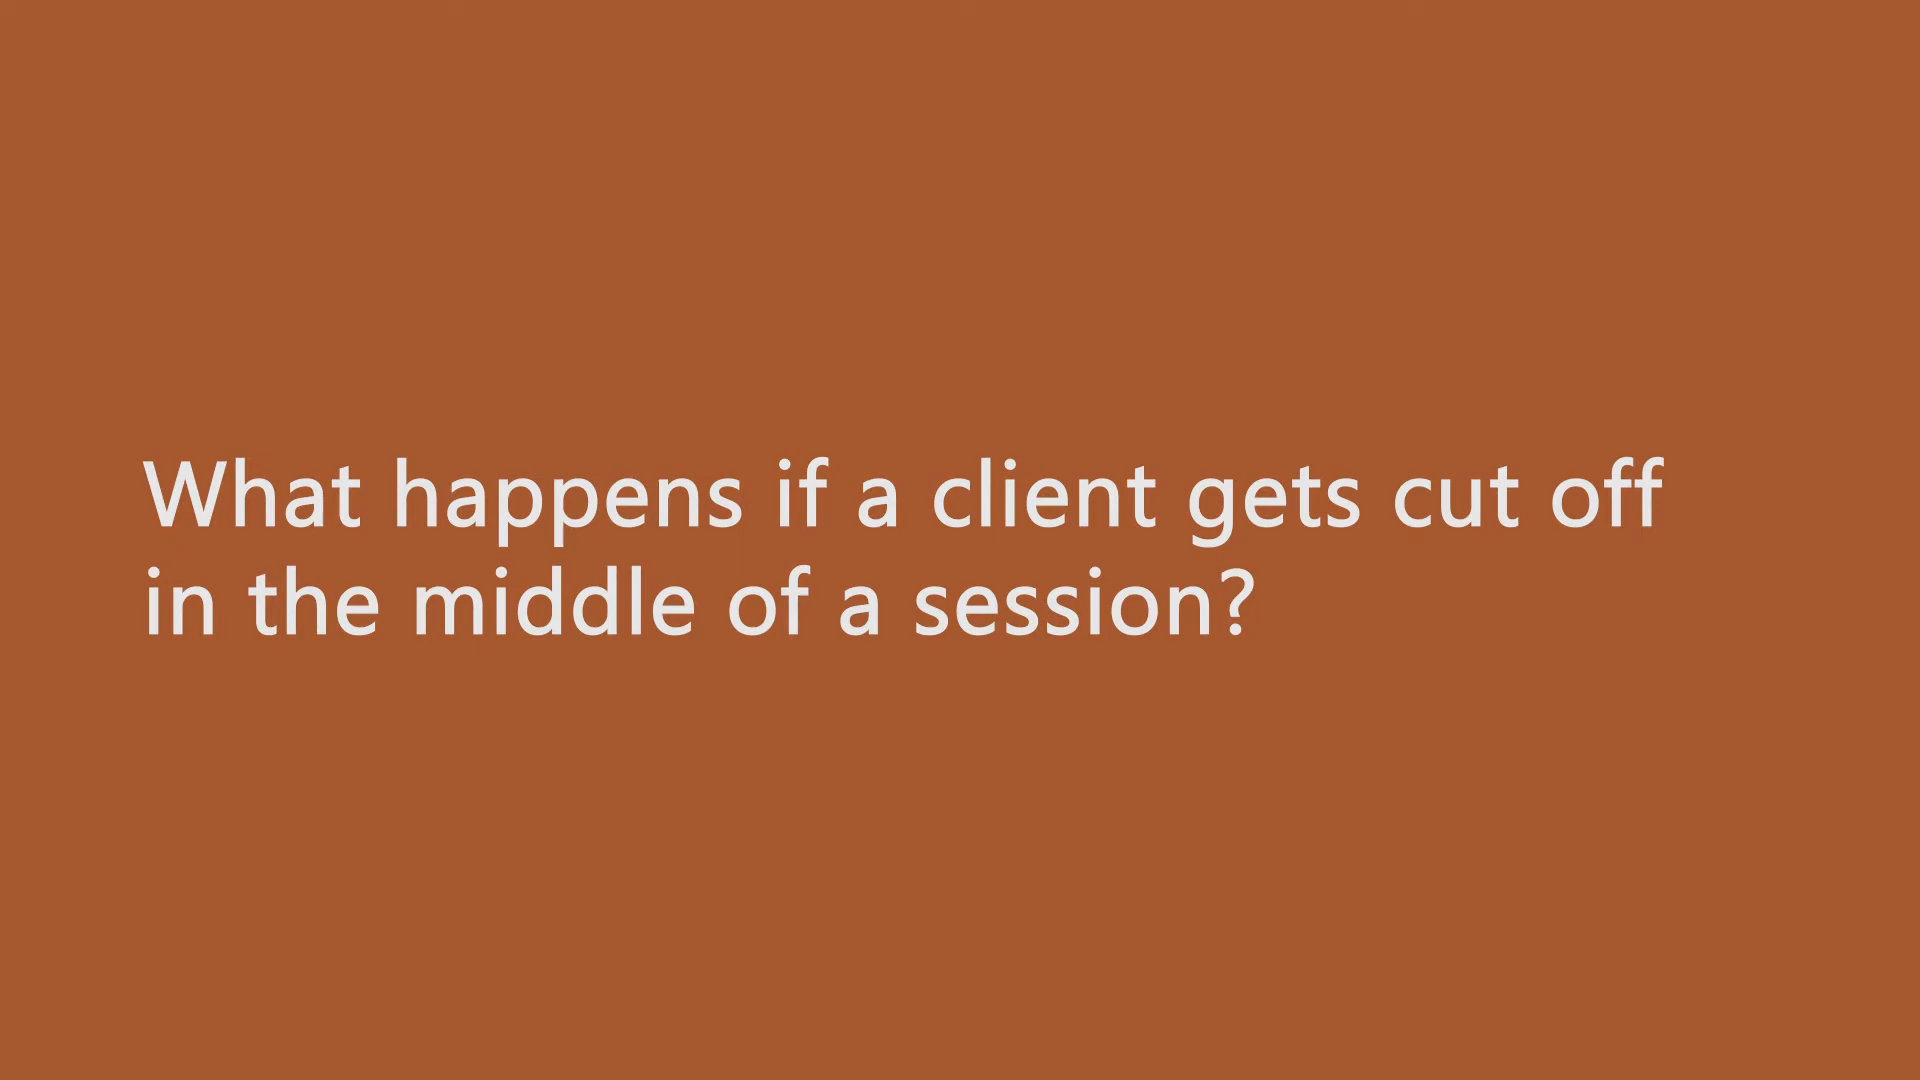 What happens if a client gets cut off
in the middle of a session?